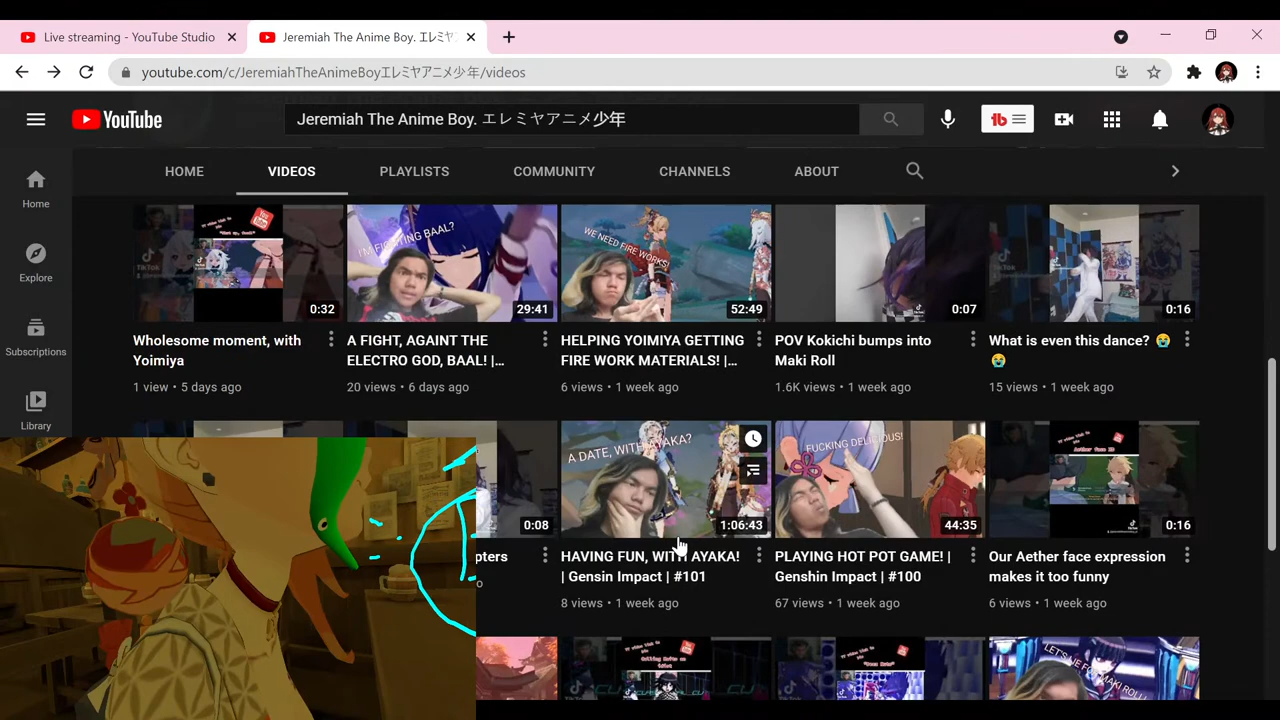 Live streaming - YouTube Studio
Jeremiah The Anime Boy. エレミヤ
youtube.com/c/JeremiahTheAnimeBoyエレミヤアニメ少年/videos
YouTube
Jeremiah The Anime Boy. エレミヤアニメ少年
HOME VIDEOS PLAYLISTS COMMUNITY CHANNELS ABOUT
Home
Explore
Subscriptions
Library
YouTube
TikTok
0:32
I'M FIGHTING BAAL?
29:41
WE NEED FIRE WORKS!
52:49
TikTok
0:07
TikTok
0:16
Wholesome moment, with
Yoimiya
1 view • 5 days ago
A FIGHT, AGAINT THE
ELECTRO GOD, BAAL! |...
20 views • 6 days ago
HELPING YOIMIYA GETTING
FIRE WORK MATERIALS! |...
6 views • 1 week ago
POV Kokichi bumps into
Maki Roll
1.6K views • 1 week ago
What is even this dance? 😭
😭
15 views • 1 week ago
0:08
A DATE, WITH AYAKA?
1:06:43
FUCKING DELICIOUS!
44:35
TikTok
0:16
pters
HAVING FUN, WITH AYAKA!
| Gensin Impact | #101
8 views • 1 week ago
PLAYING HOT POT GAME! |
Genshin Impact | #100
67 views • 1 week ago
Our Aether face expression
makes it too funny
6 views • 1 week ago